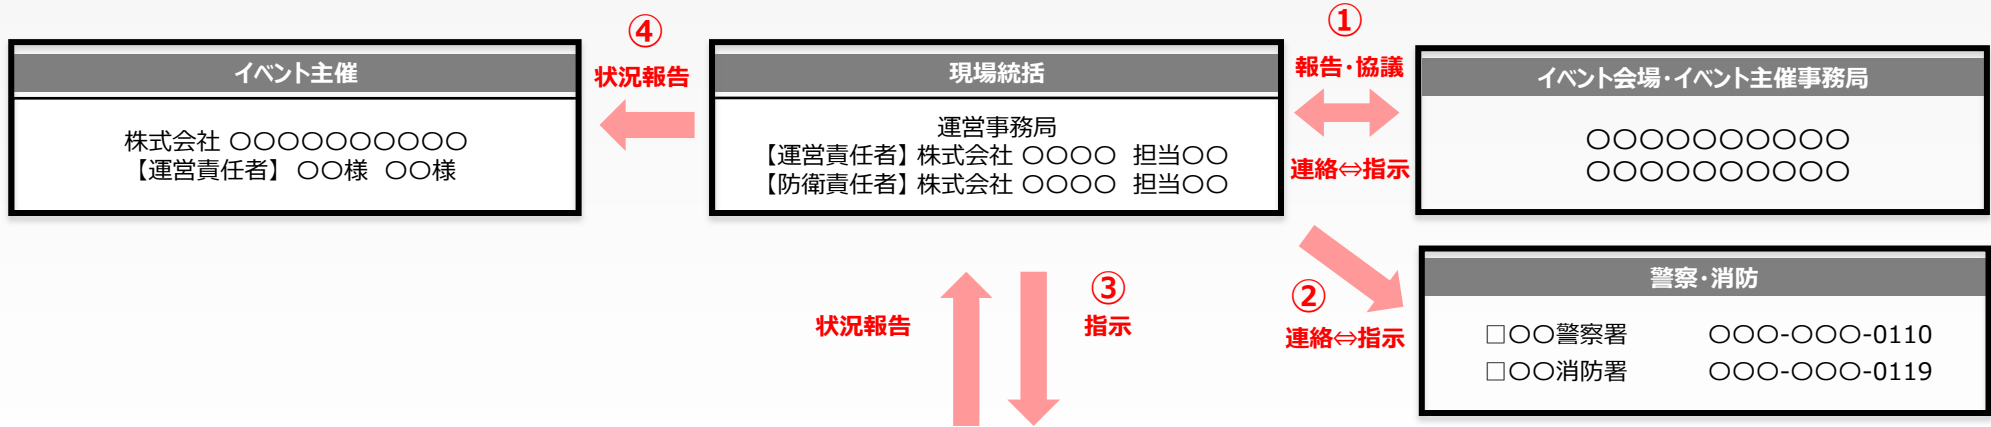 ④
状況報告
イベント主催
株式会社 〇〇〇〇〇〇〇〇〇〇
【運営責任者】 〇〇様 〇〇様
現場統括
運営事務局
【運営責任者】株式会社 〇〇〇〇 担当〇〇
【防衛責任者】株式会社 〇〇〇〇 担当〇〇
①
報告・協議
連絡⇔指示
イベント会場・イベント主催事務局
〇〇〇〇〇〇〇〇〇〇
〇〇〇〇〇〇〇〇〇〇
②
連絡⇔指示
警察・消防
□〇〇警察署 〇〇〇-〇〇〇-0110
□〇〇消防署 〇〇〇-〇〇〇-0119
状況報告
③
指示